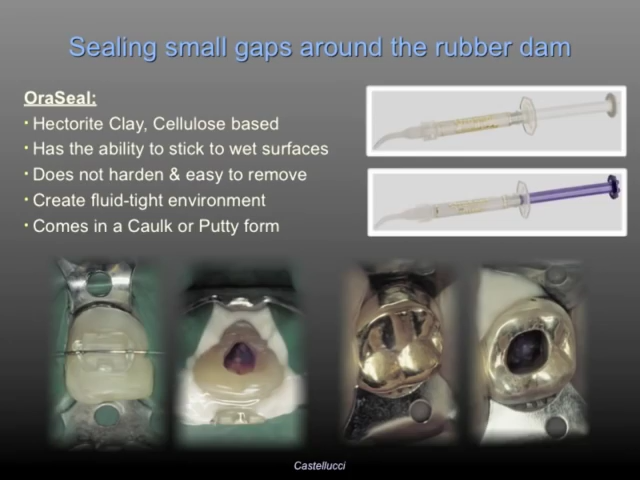 Sealing small gaps around the rubber dam
OraSeal:
• Hectorite Clay, Cellulose based
• Has the ability to stick to wet surfaces
• Does not harden & easy to remove
• Create fluid-tight environment
• Comes in a Caulk or Putty form
Castellucci